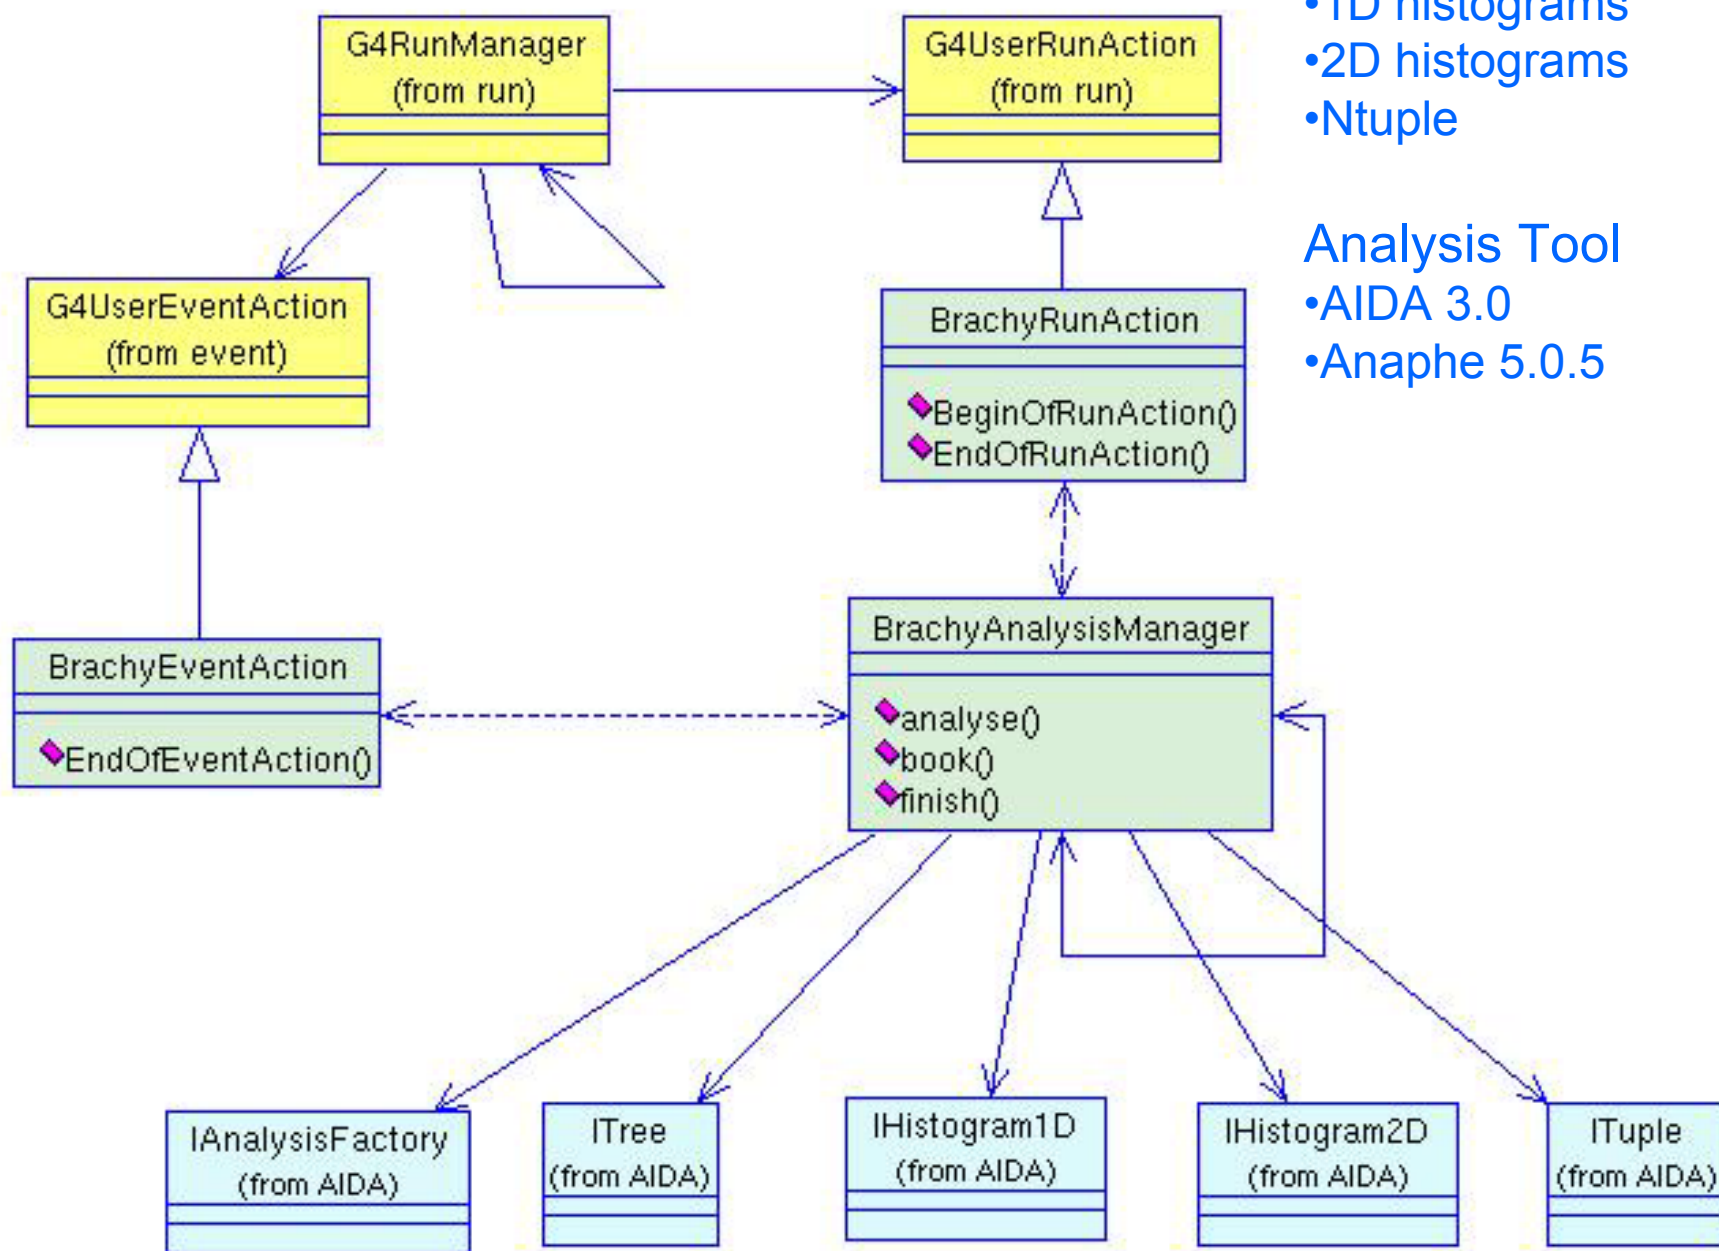 G4RunManager
(from run)
G4UserRunAction
(from run)
•1D histograms
•2D histograms
•Ntuple
Analysis Tool
•AIDA 3.0
•Anaphe 5.0.5
G4UserEventAction
(from event)
BrachyRunAction
BeginOfRunAction()
EndOfRunAction()
BrachyEventAction
EndOfEventAction()
BrachyAnalysisManager
analyse()
book()
finish()
IAnalysisFactory
(from AIDA)
ITree
(from AIDA)
IHistogram1D
(from AIDA)
IHistogram2D
(from AIDA)
ITuple
(from AIDA)